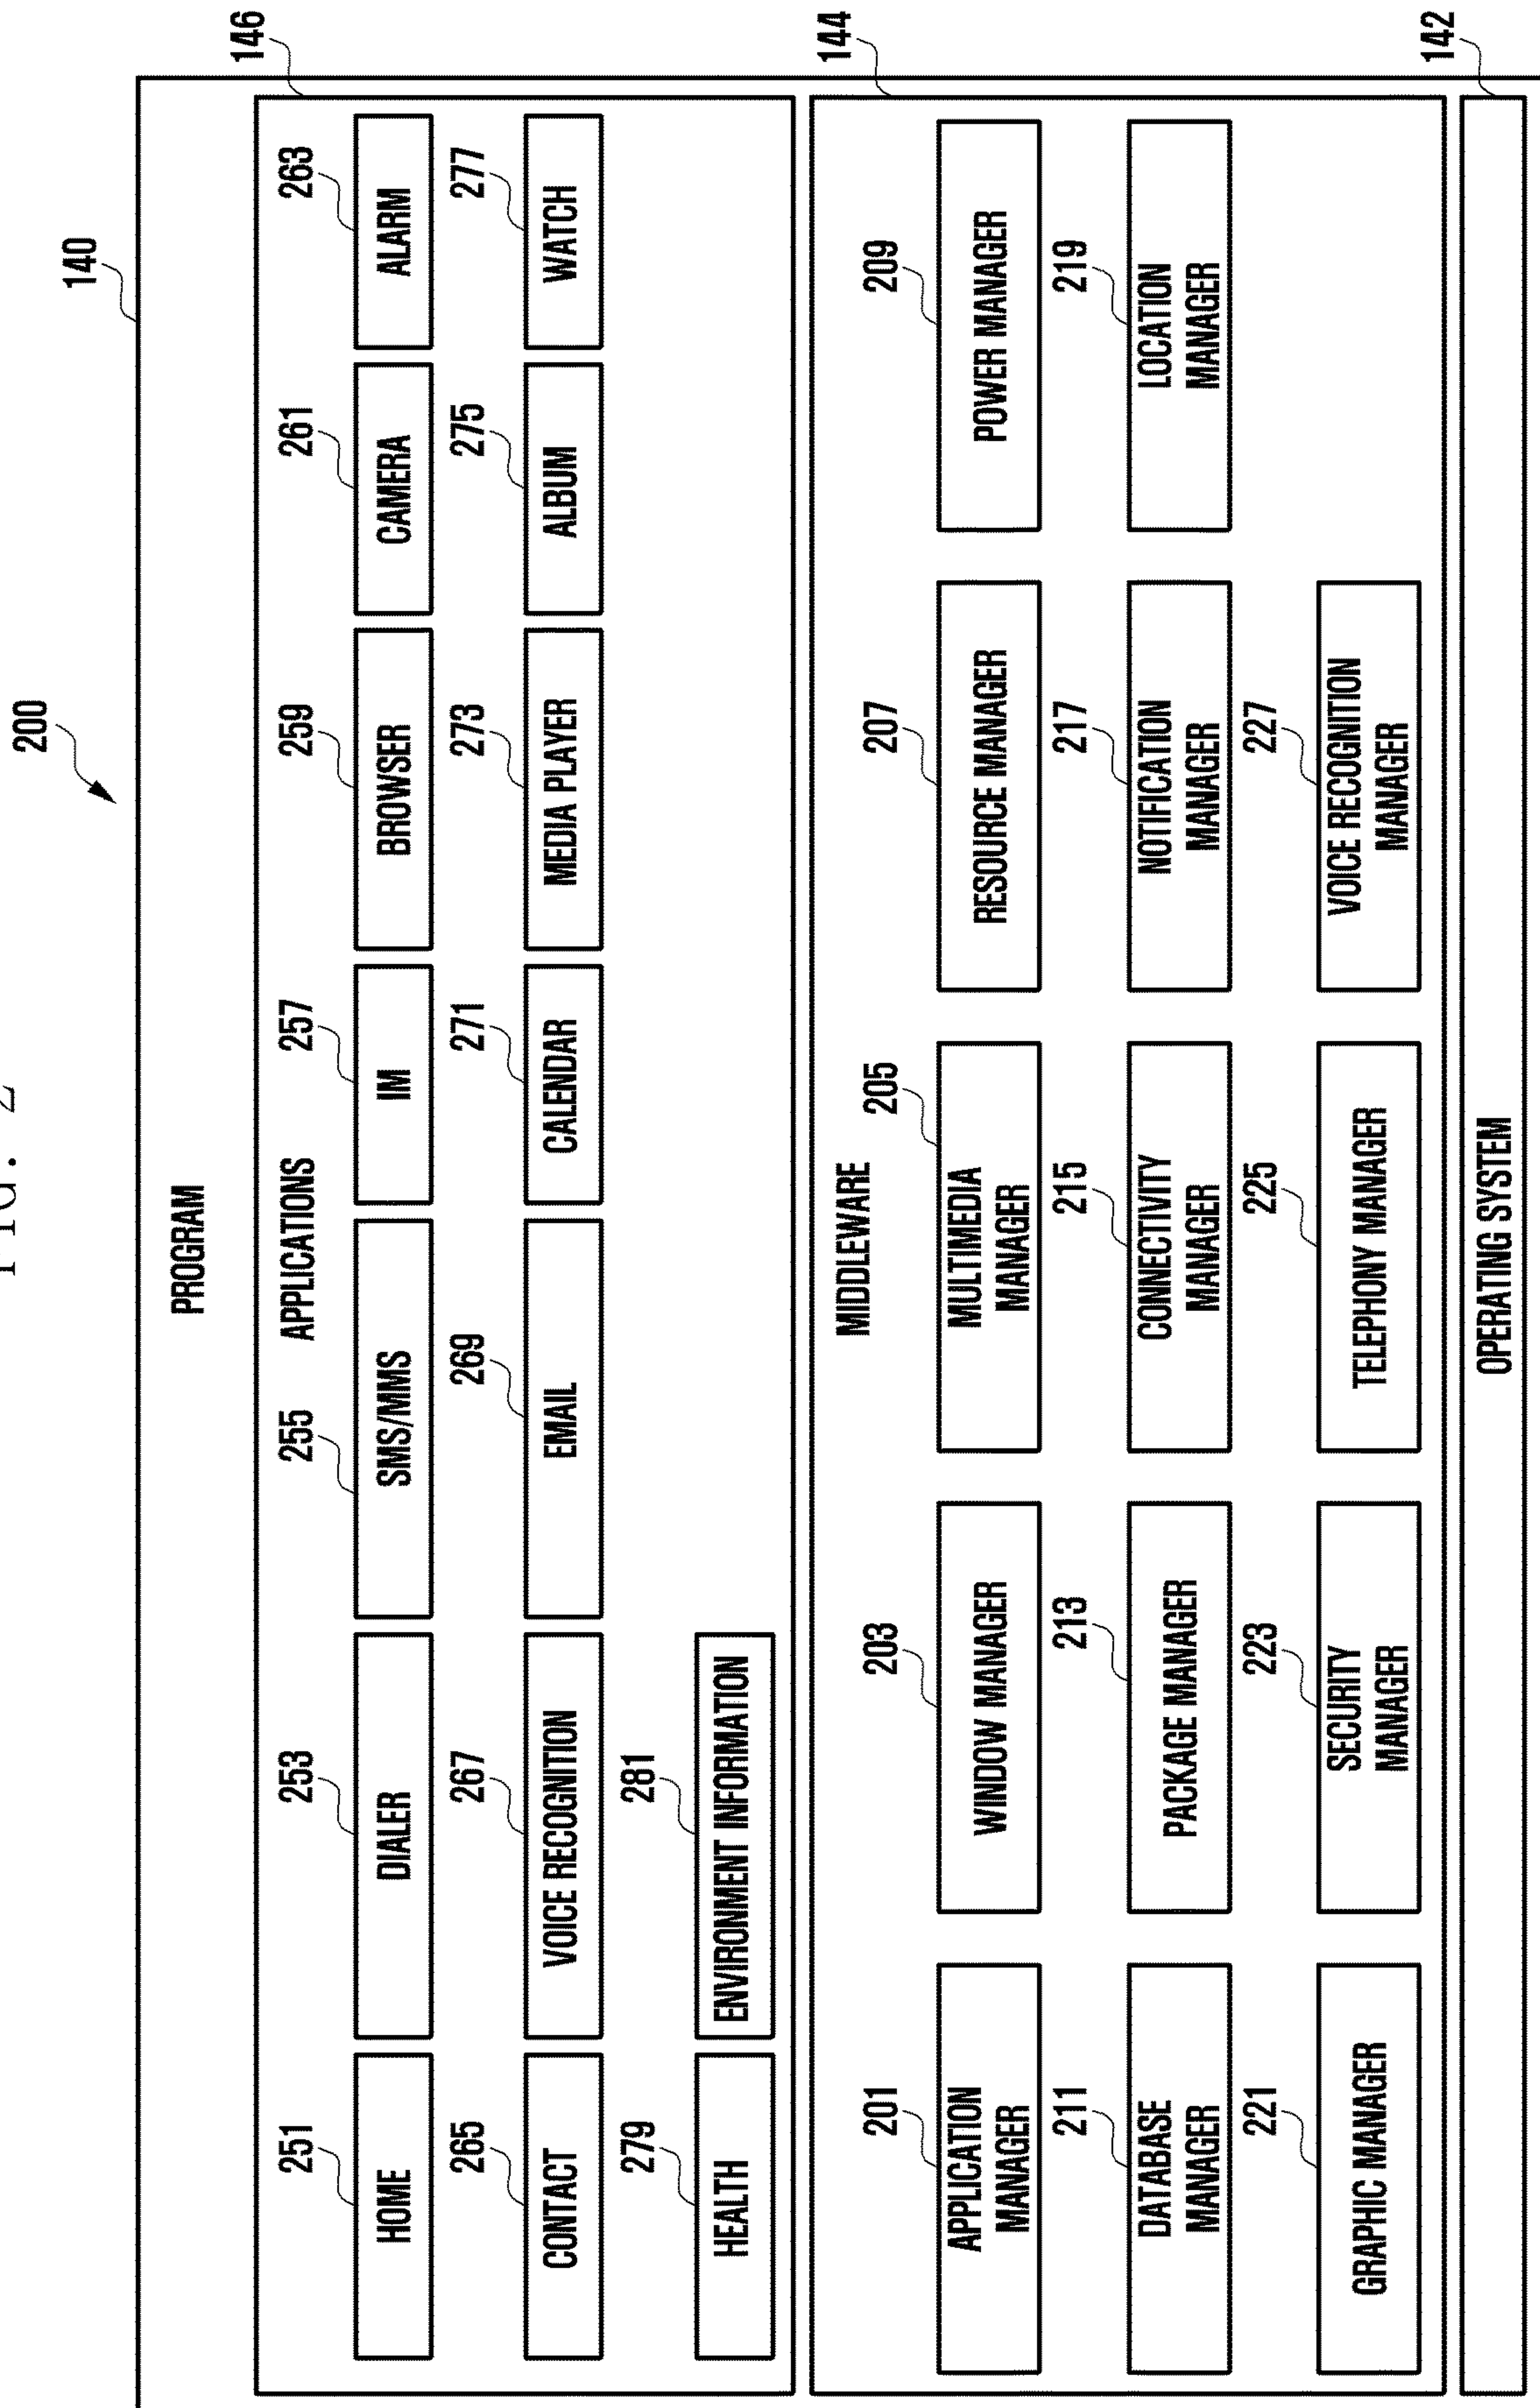 FIG. 2
200
140
PROGRAM
146
APPLICATIONS
251 253 255 257 259 261 263
HOME DIALER SMS/MMS IM BROWSER CAMERA ALARM
265 267 269 271 273 275 277
CONTACT VOICE RECOGNITION EMAIL CALENDAR MEDIA PLAYER ALBUM WATCH
279 281
HEALTH ENVIRONMENT INFORMATION
144
MIDDLEWARE
201 203 205 207 209
APPLICATION
MANAGER
WINDOW MANAGER
MULTIMEDIA
MANAGER
RESOURCE MANAGER
POWER MANAGER
211 213 215 217 219
DATABASE
MANAGER
PACKAGE MANAGER
CONNECTIVITY
MANAGER
NOTIFICATION
MANAGER
LOCATION
MANAGER
221 223 225 227
GRAPHIC MANAGER
SECURITY
MANAGER
TELEPHONY MANAGER
VOICE RECOGNITION
MANAGER
142
OPERATING SYSTEM